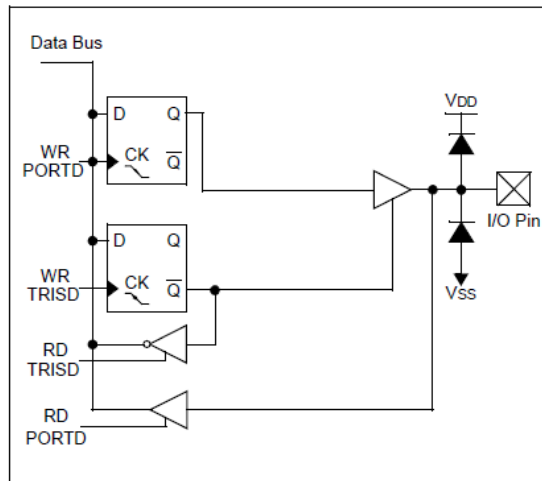 Data Bus
D Q
WR
PORTD
CK
Q
VDD
I/O Pin
D Q
WR
TRISD
CK
Q
VSS
RD
TRISD
RD
PORTD